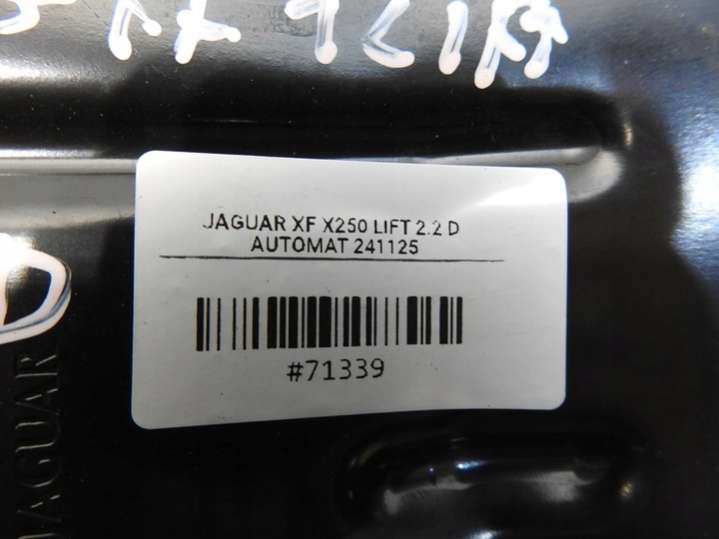 JAGUAR XF X250 LIFT 2.2 D
AUTOMAT 241125
#71339
JAGUAR